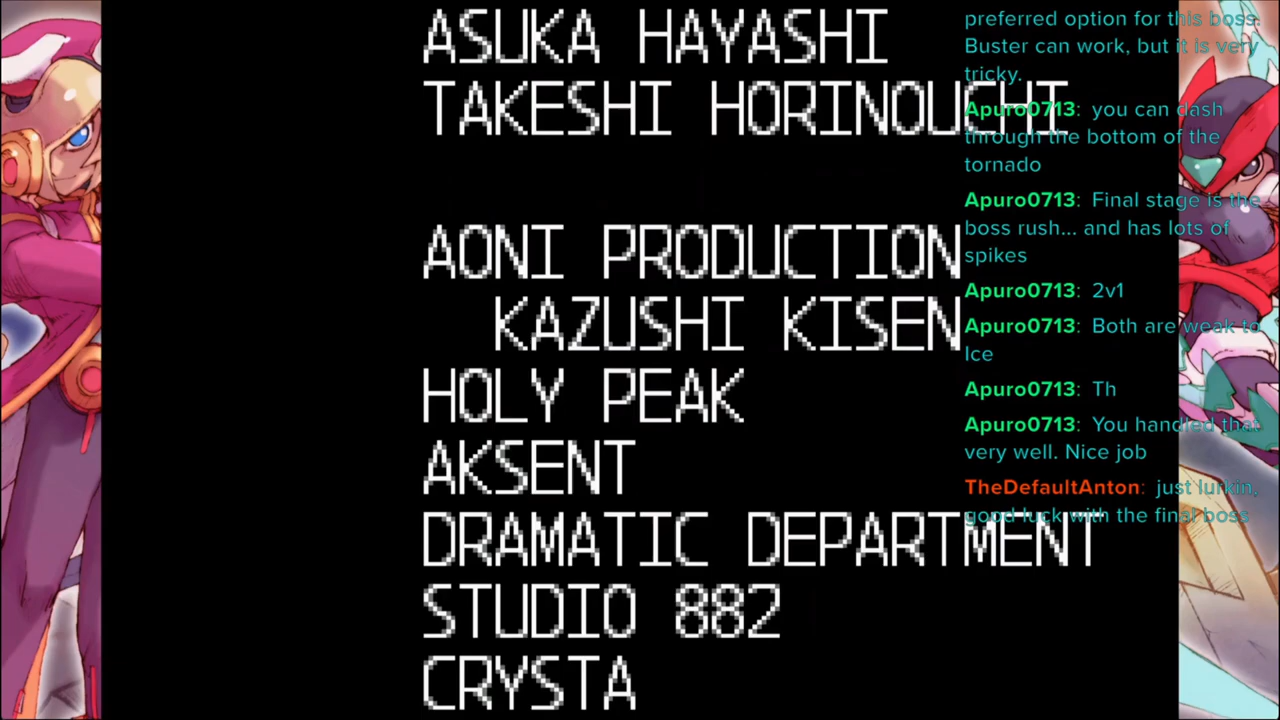 ASUKA HAYASHI
TAKESHI HORINOUCHI
AONI PRODUCTION
KAZUSHI KISEN
HOLY PEAK
AKSENT
DRAMATIC DEPARTMENT
STUDIO 882
CRYSTA
preferred option for this boss.
Buster can work, but it is very
tricky.
Apuro0713: you can dash
through the bottom of the
tornado
Apuro0713: Final stage is the
boss rush... and has lots of
spikes
Apuro0713: 2v1
Apuro0713: Both are weak to
Ice
Apuro0713: Th
Apuro0713: You handled that
very well. Nice job
TheDefaultAnton: just lurkin,
good luck with the final boss